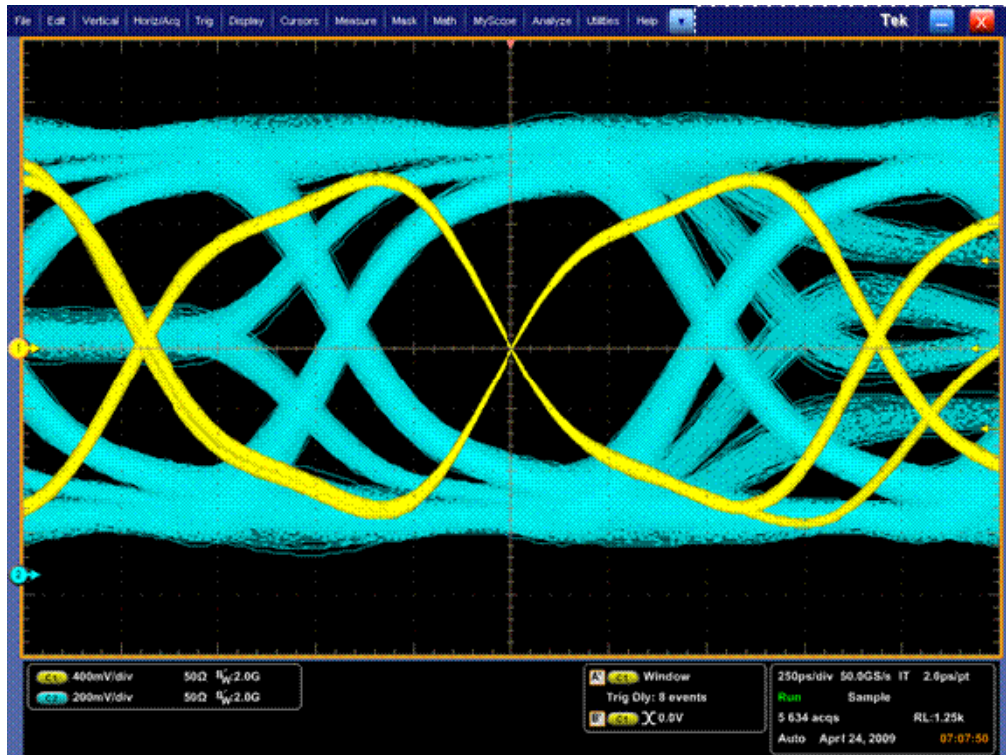 File Edit Vertical Horiz/Acq Trig Display Cursors Measure Mask Math MyScope Analyze Utilities Help Tek X
1
2
C1 400mV/div 50Ω BW:2.0G
C2 200mV/div 50Ω BW:2.0G
A' C1 Window
Trig Dly: 8 events
B' C1 0.0V
250ps/div 50.0GS/s IT 2.0ps/pt
Run Sample
5 634 acqs RL:1.25k
Auto April 24, 2009 07:07:50